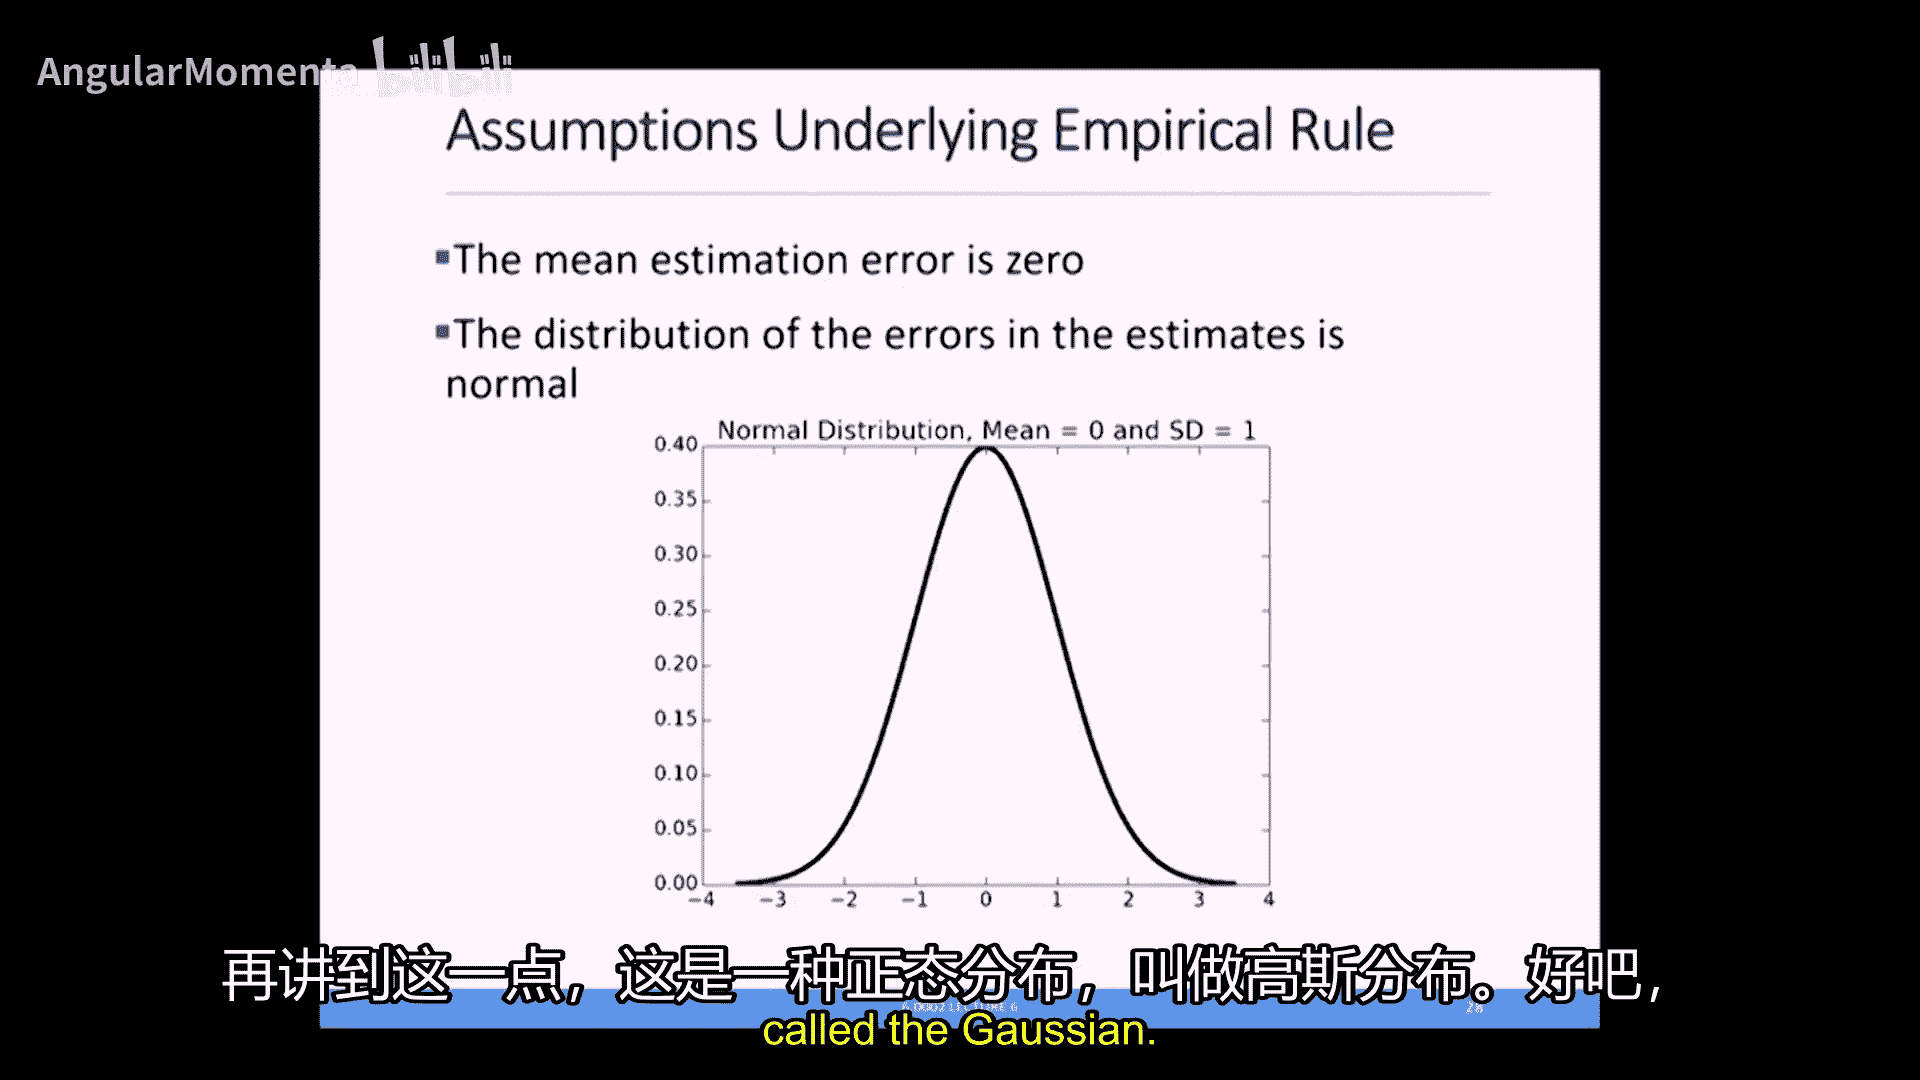 AngularMomenta bilibili
Assumptions Underlying Empirical Rule
▪The mean estimation error is zero
▪The distribution of the errors in the estimates is
normal
Normal Distribution, Mean = 0 and SD = 1
0.40
0.35
0.30
0.25
0.20
0.15
0.10
0.05
0.00
−4 −3 −2 −1 0 1 2 3 4
再讲到这一点，这是一种正态分布，叫做高斯分布。好吧，
28
called the Gaussian.